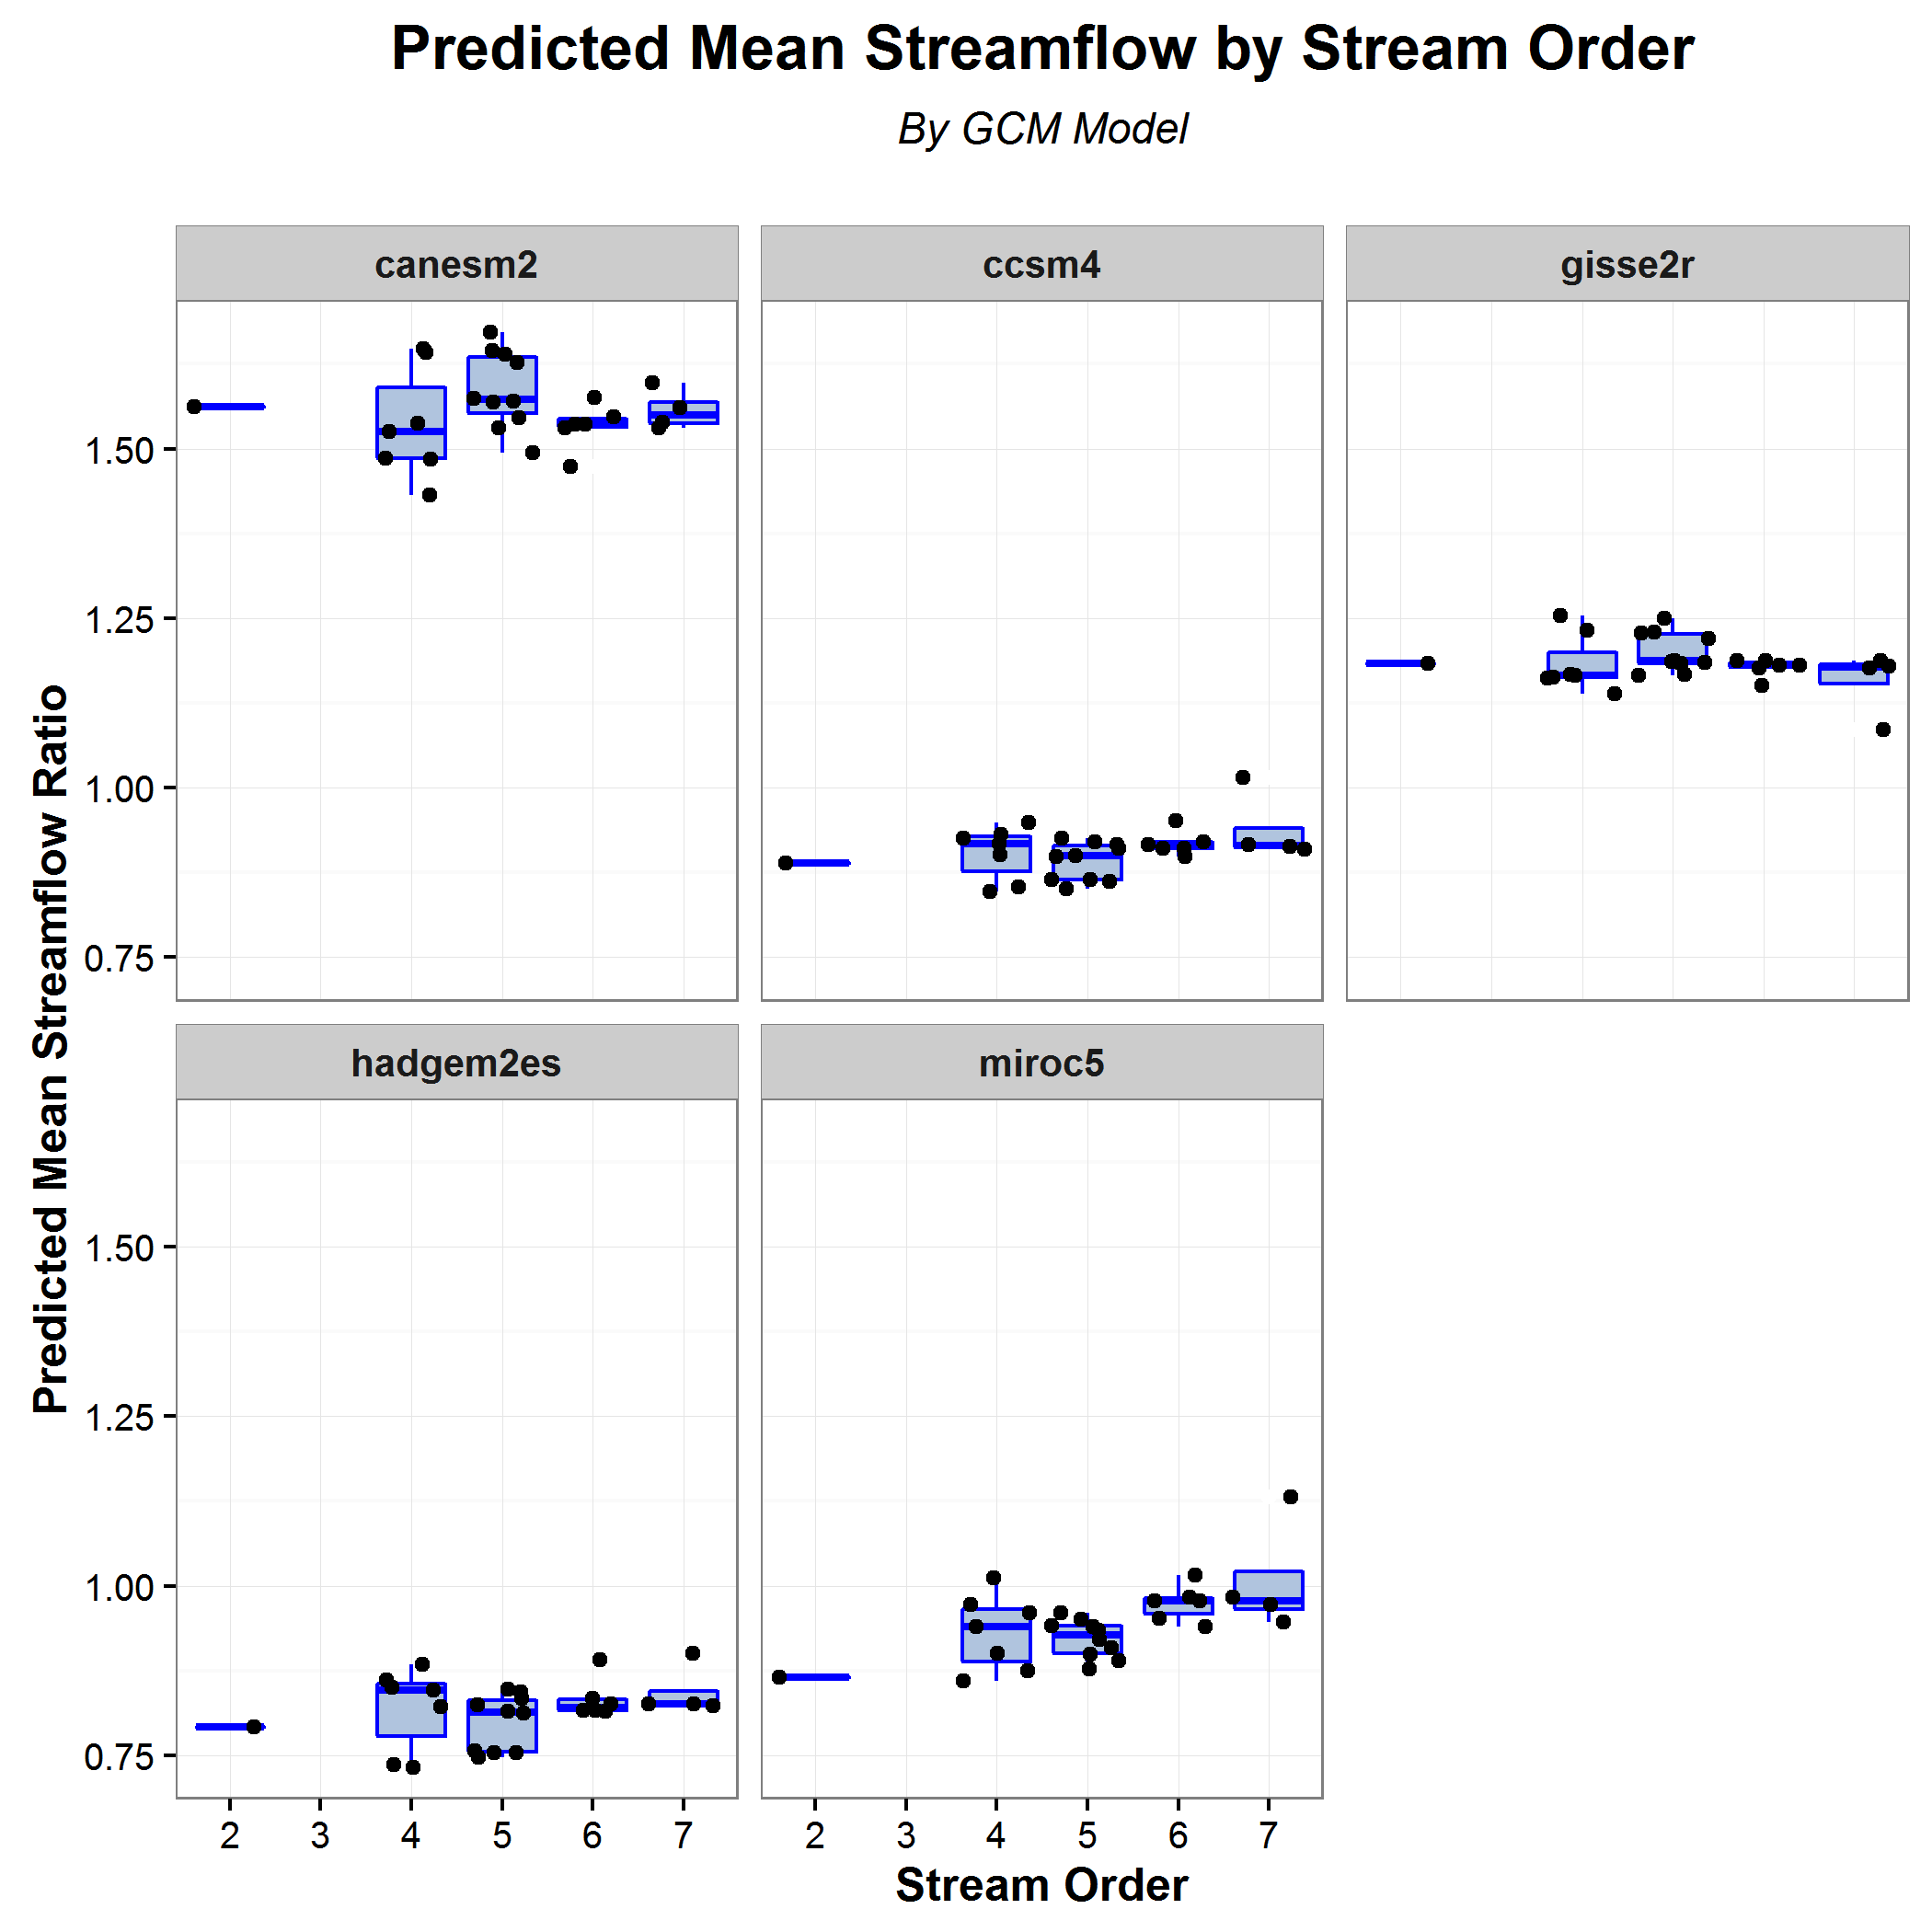 Predicted Mean Streamflow by Stream Order
By GCM Model
canesm2
ccsm4
gisse2r
1.50
1.25
1.00
0.75
Predicted Mean Streamflow Ratio
hadgem2es
miroc5
1.50
1.25
1.00
0.75
2 3 4 5 6 7
2 3 4 5 6 7
Stream Order